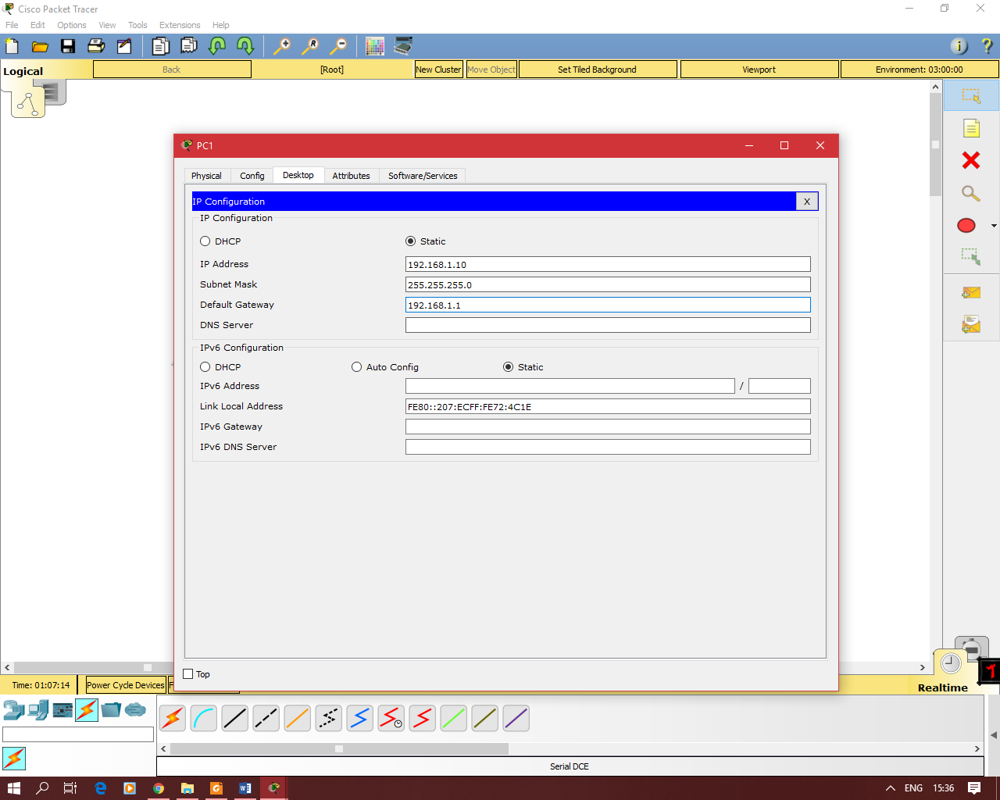 Cisco Packet Tracer
File Edit Options View Tools Extensions Help
Logical Back [Root] New Cluster Move Object Set Tiled Background Viewport Environment: 03:00:00
PC1
Physical Config Desktop Attributes Software/Services
IP Configuration X
IP Configuration
DHCP Static
IP Address 192.168.1.10
Subnet Mask 255.255.255.0
Default Gateway 192.168.1.1
DNS Server
IPv6 Configuration
DHCP Auto Config Static
IPv6 Address /
Link Local Address FE80::207:ECFF:FE72:4C1E
IPv6 Gateway
IPv6 DNS Server
Top
Time: 01:07:14 Power Cycle Devices Realtime
Serial DCE
ENG 15:36